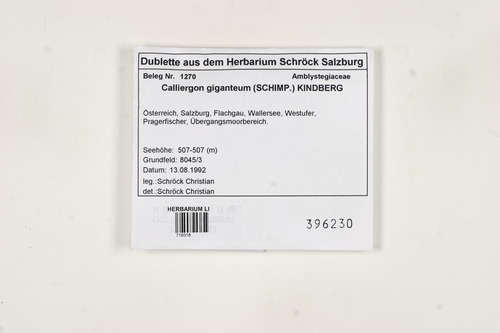 Dublette aus dem Herbarium Schröck Salzburg
Beleg Nr. 1270 Amblystegiaceae
Calliergon giganteum (SCHIMP.) KINDBERG
Österreich, Salzburg, Flachgau, Wallersee, Westufer,
Pragerfischer, Übergangsmoorbereich.
Seehöhe: 507-507 (m)
Grundfeld: 8045/3
Datum: 13.08.1992
leg.:Schröck Christian
det.:Schröck Christian
HERBARIUM LI
396230